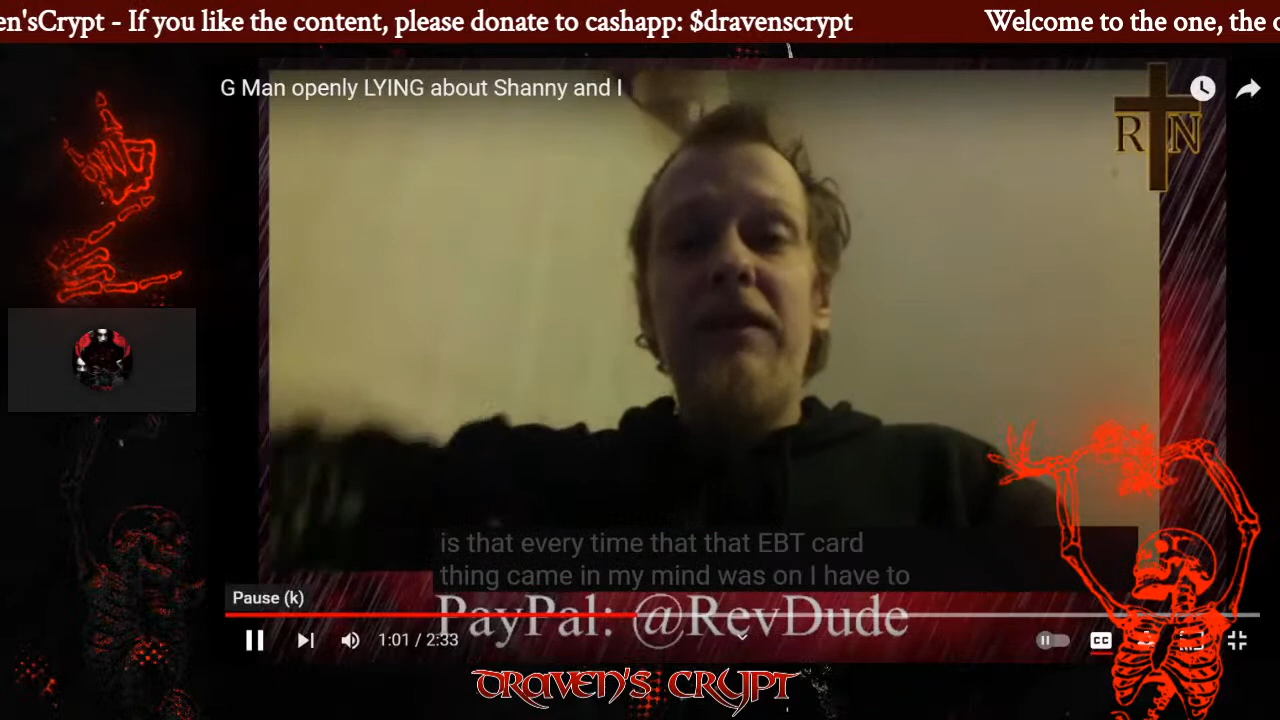 en'sCrypt - If you like the content, please donate to cashapp: $dravenscrypt
Welcome to the one, the
G Man openly LYING about Shanny and I
R N
is that every time that that EBT card
thing came in my mind was on I have to
Pause (k)
PayPal: @RevDude
1:01 / 2:33
CC
DRAVEN'S CRYPT